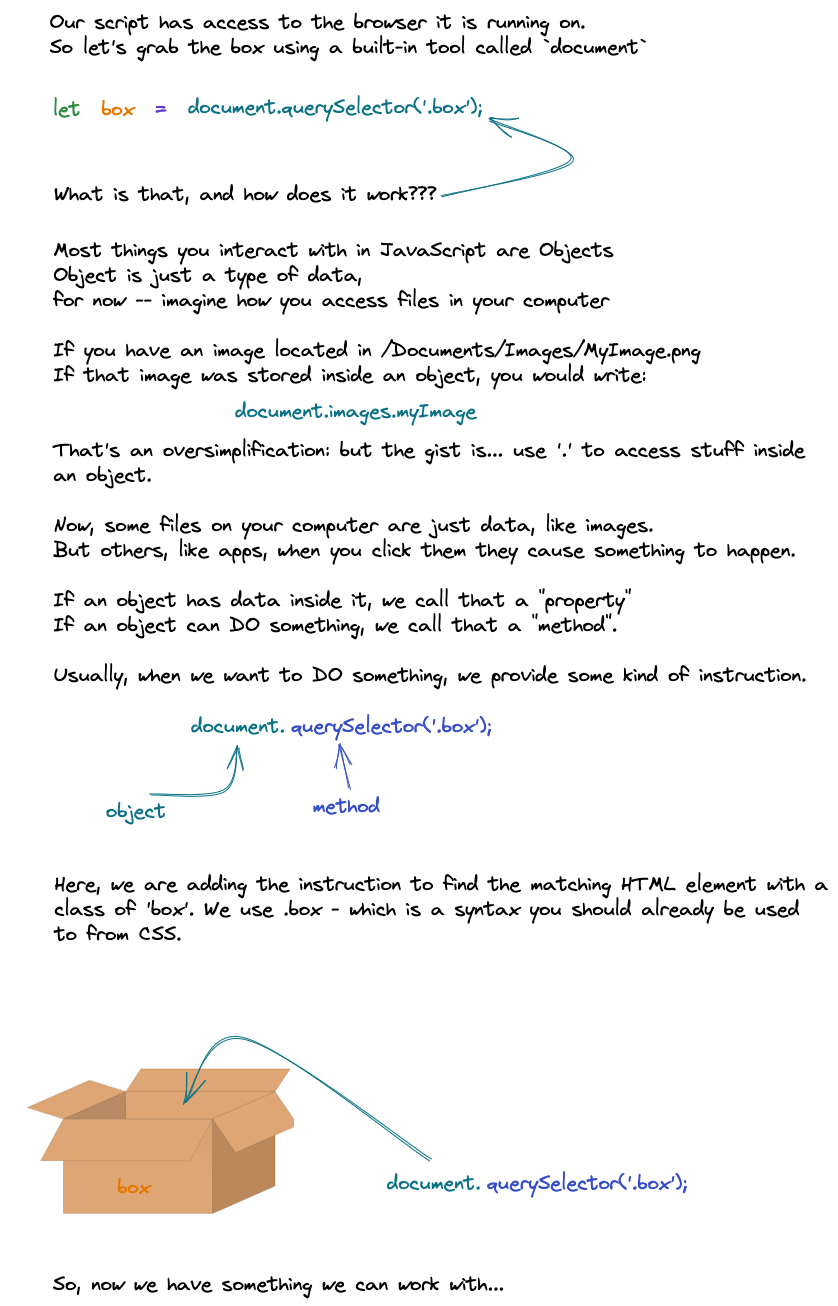 Our script has access to the browser it is running on.
So let's grab the box using a built-in tool called `document`
let box = document.querySelector('.box');
What is that, and how does it work???
Most things you interact with in JavaScript are Objects
Object is just a type of data,
for now -- imagine how you access files in your computer
If you have an image located in /Documents/Images/MyImage.png
If that image was stored inside an object, you would write:
document.images.myImage
That's an oversimplification: but the gist is... use '.' to access stuff inside
an object.
Now, some files on your computer are just data, like images.
But others, like apps, when you click them they cause something to happen.
If an object has data inside it, we call that a "property"
If an object can DO something, we call that a "method".
Usually, when we want to DO something, we provide some kind of instruction.
document. querySelector('.box');
object
method
Here, we are adding the instruction to find the matching HTML element with a
class of 'box'. We use .box - which is a syntax you should already be used
to from CSS.
box
document. querySelector('.box');
So, now we have something we can work with...